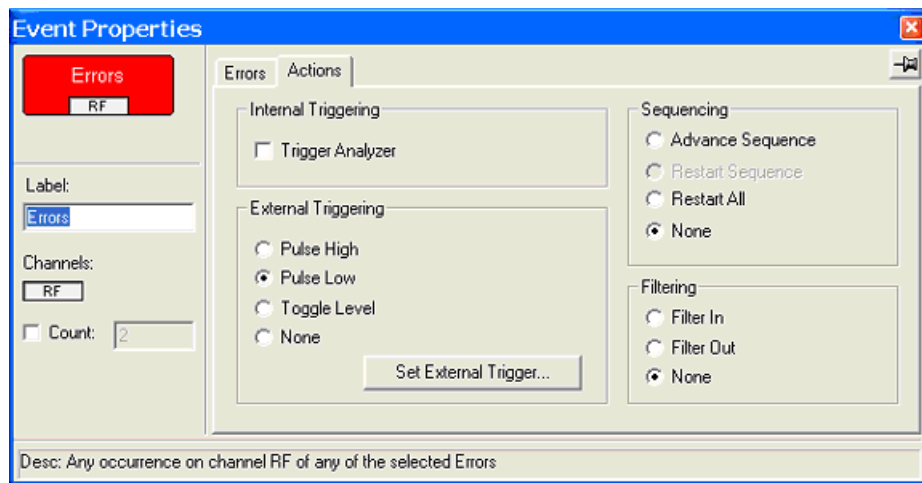 Event Properties
Errors
RF
Label:
Errors
Channels:
RF
Count: 2
Errors Actions
Internal Triggering
Trigger Analyzer
External Triggering
Pulse High
Pulse Low
Toggle Level
None
Set External Trigger...
Sequencing
Advance Sequence
Restart Sequence
Restart All
None
Filtering
Filter In
Filter Out
None
Desc: Any occurrence on channel RF of any of the selected Errors